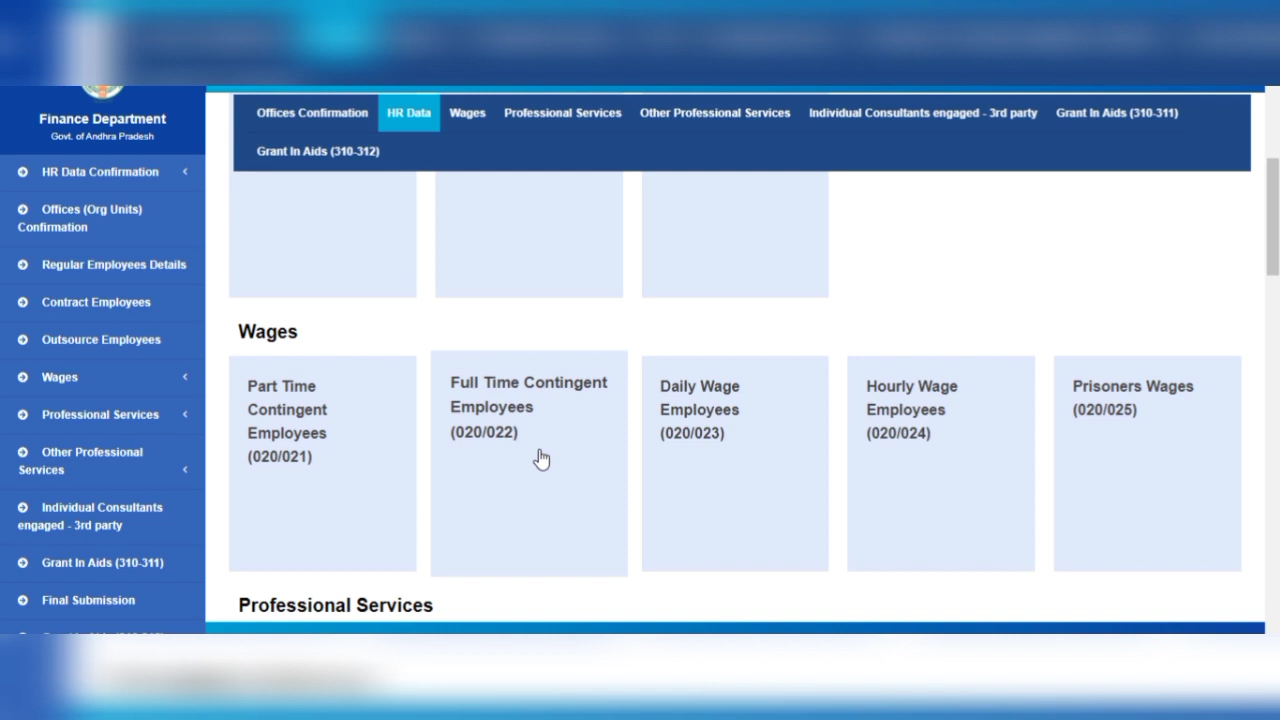 Finance Department
Govt. of Andhra Pradesh
HR Data Confirmation
Offices (Org Units)
Confirmation
Regular Employees Details
Contract Employees
Outsource Employees
Wages
Professional Services
Other Professional
Services
Individual Consultants
engaged - 3rd party
Grant In Aids (310-311)
Final Submission
Offices Confirmation HR Data Wages Professional Services Other Professional Services Individual Consultants engaged - 3rd party Grant In Aids (310-311)
Grant In Aids (310-312)
Wages
Part Time
Contingent
Employees
(020/021)
Full Time Contingent
Employees
(020/022)
Daily Wage
Employees
(020/023)
Hourly Wage
Employees
(020/024)
Prisoners Wages
(020/025)
Professional Services